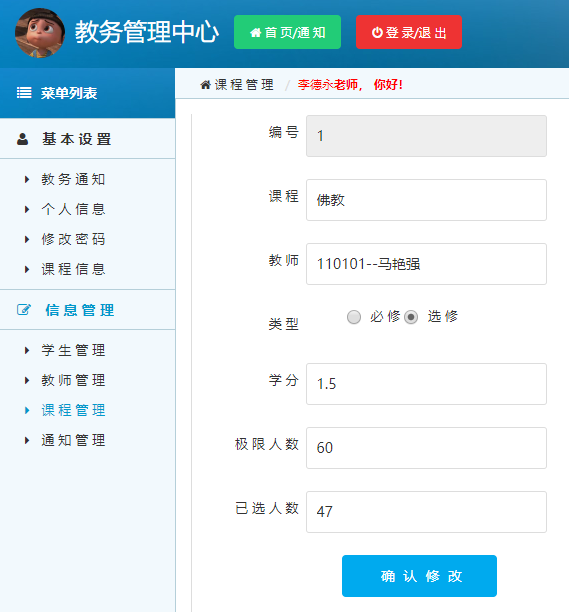 教务管理中心 首页/通知 登录/退出
菜单列表
课程管理 / 李德永老师， 你好！
基本设置
教务通知
个人信息
修改密码
课程信息
信息管理
学生管理
教师管理
课程管理
通知管理
编号 1
课程 佛教
教师 110101--马艳强
类型 必修 选修
学分 1.5
极限人数 60
已选人数 47
确认修改